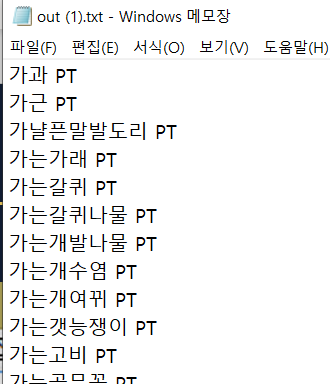 out (1).txt - Windows 메모장
파일(F) 편집(E) 서식(O) 보기(V) 도움말(H)
가과 PT
가근 PT
가냘픈말발도리 PT
가는가래 PT
가는갈퀴 PT
가는갈퀴나물 PT
가는개발나물 PT
가는개수염 PT
가는개여뀌 PT
가는갯능쟁이 PT
가는고비 PT